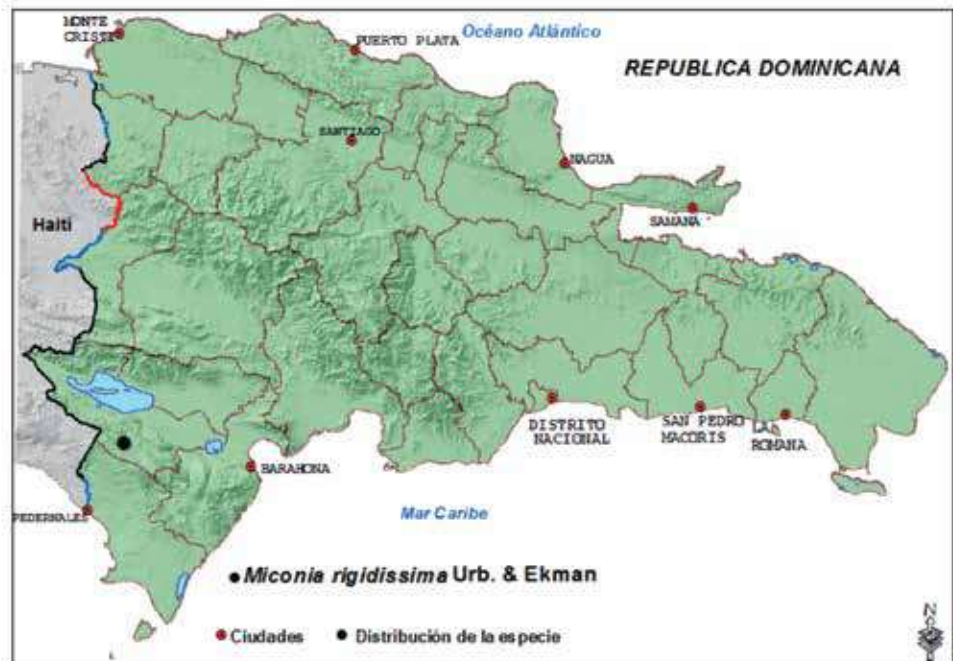 MONTE
CRISTI
PUERTO PLATA
Océano Atlántico
REPUBLICA DOMINICANA
SANTIAGO
NAGUA
SAMANA
Haiti
DISTRITO
NACIONAL
SAN PEDRO
MACORIS
LA
ROMANA
BARAHONA
PEDERNALES
Mar Caribe
Miconia rigidissima Urb. & Ekman
Ciudades
Distribución de la especie